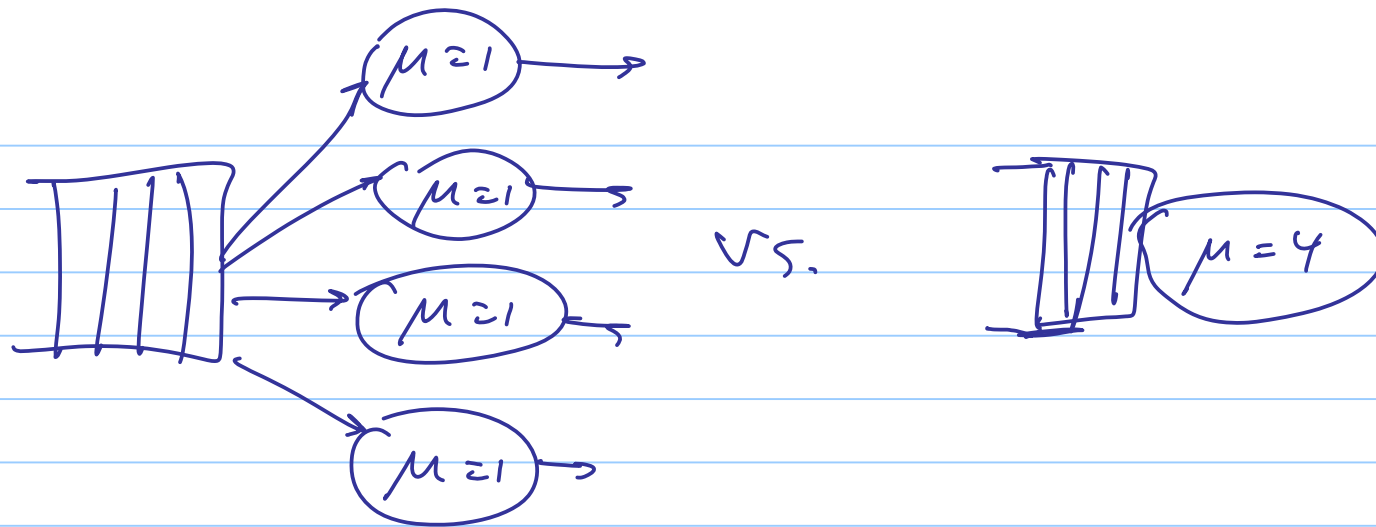 μ = 1
μ = 1
vs.
μ = 4
μ = 1
μ = 1